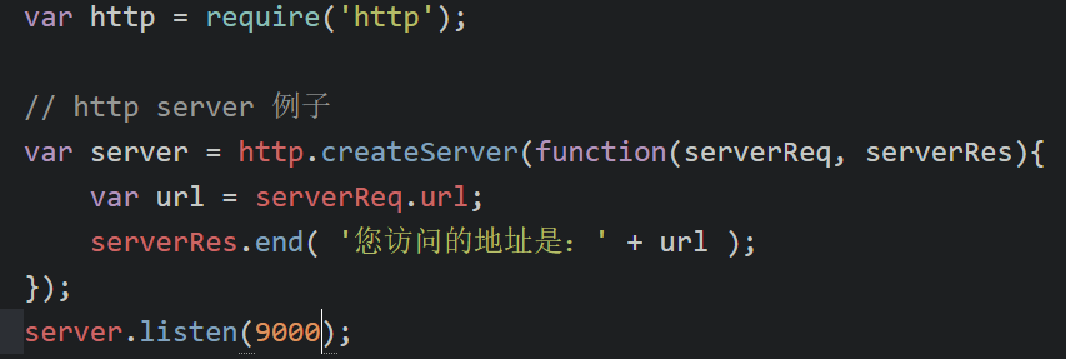 var http = require('http');
// http server 例子
var server = http.createServer(function(serverReq, serverRes){
var url = serverReq.url;
serverRes.end( '您访问的地址是：' + url );
});
server.listen(9000);